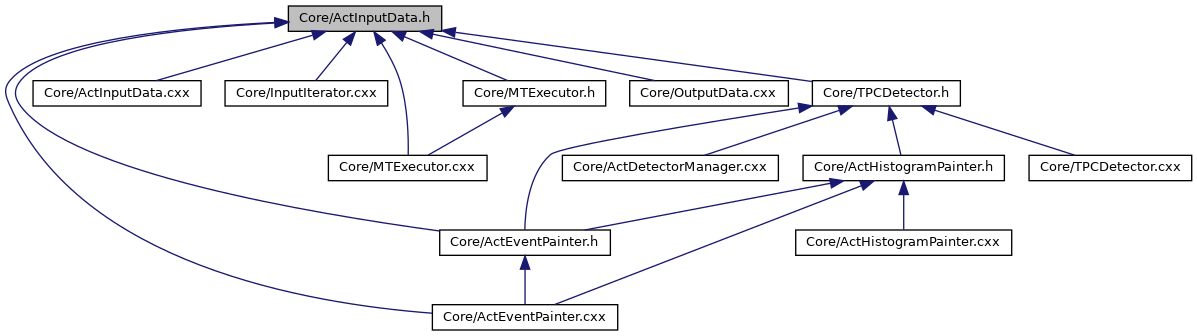 Core/ActInputData.h
Core/ActInputData.cxx
Core/InputIterator.cxx
Core/MTExecutor.h
Core/OutputData.cxx
Core/TPCDetector.h
Core/MTExecutor.cxx
Core/ActDetectorManager.cxx
Core/ActHistogramPainter.h
Core/TPCDetector.cxx
Core/ActEventPainter.h
Core/ActHistogramPainter.cxx
Core/ActEventPainter.cxx